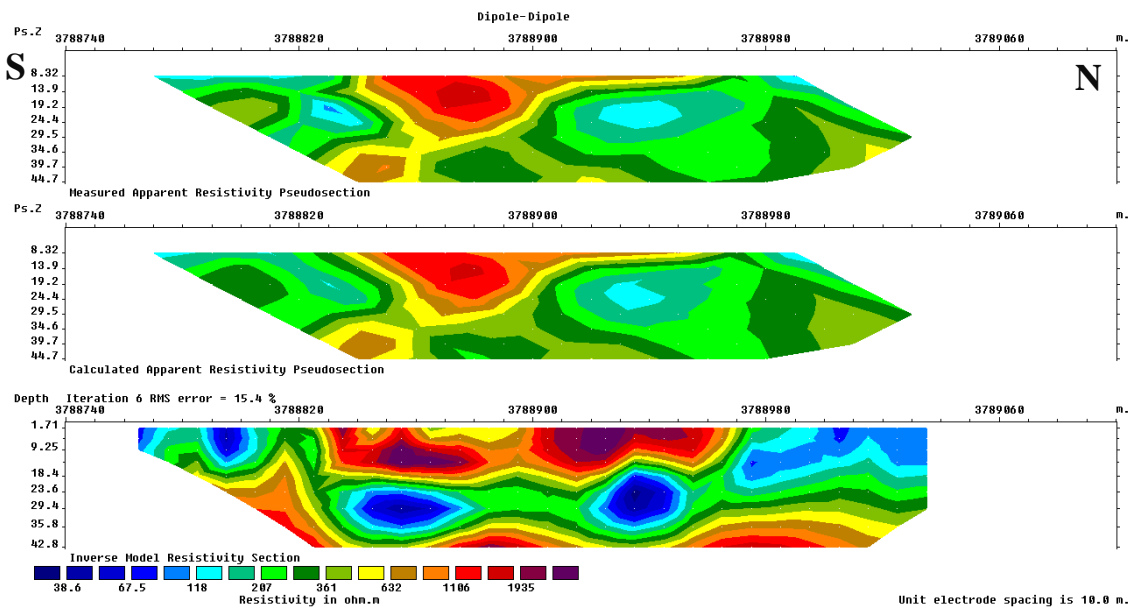 Dipole-Dipole
Ps.Z 3788740 3788820 3788900 3788980 3789060 m.
S N
8.32
13.9
19.2
24.4
29.5
34.6
39.7
44.7
Measured Apparent Resistivity Pseudosection
Ps.Z 3788740 3788820 3788900 3788980 3789060 m.
8.32
13.9
19.2
24.4
29.5
34.6
39.7
44.7
Calculated Apparent Resistivity Pseudosection
Depth Iteration 6 RMS error = 15.4 %
3788740 3788820 3788900 3788980 3789060 m.
1.71
9.25
18.4
23.6
29.4
35.8
42.8
Inverse Model Resistivity Section
38.6 67.5 118 207 361 632 1106 1935
Resistivity in ohm.m Unit electrode spacing is 10.0 m.